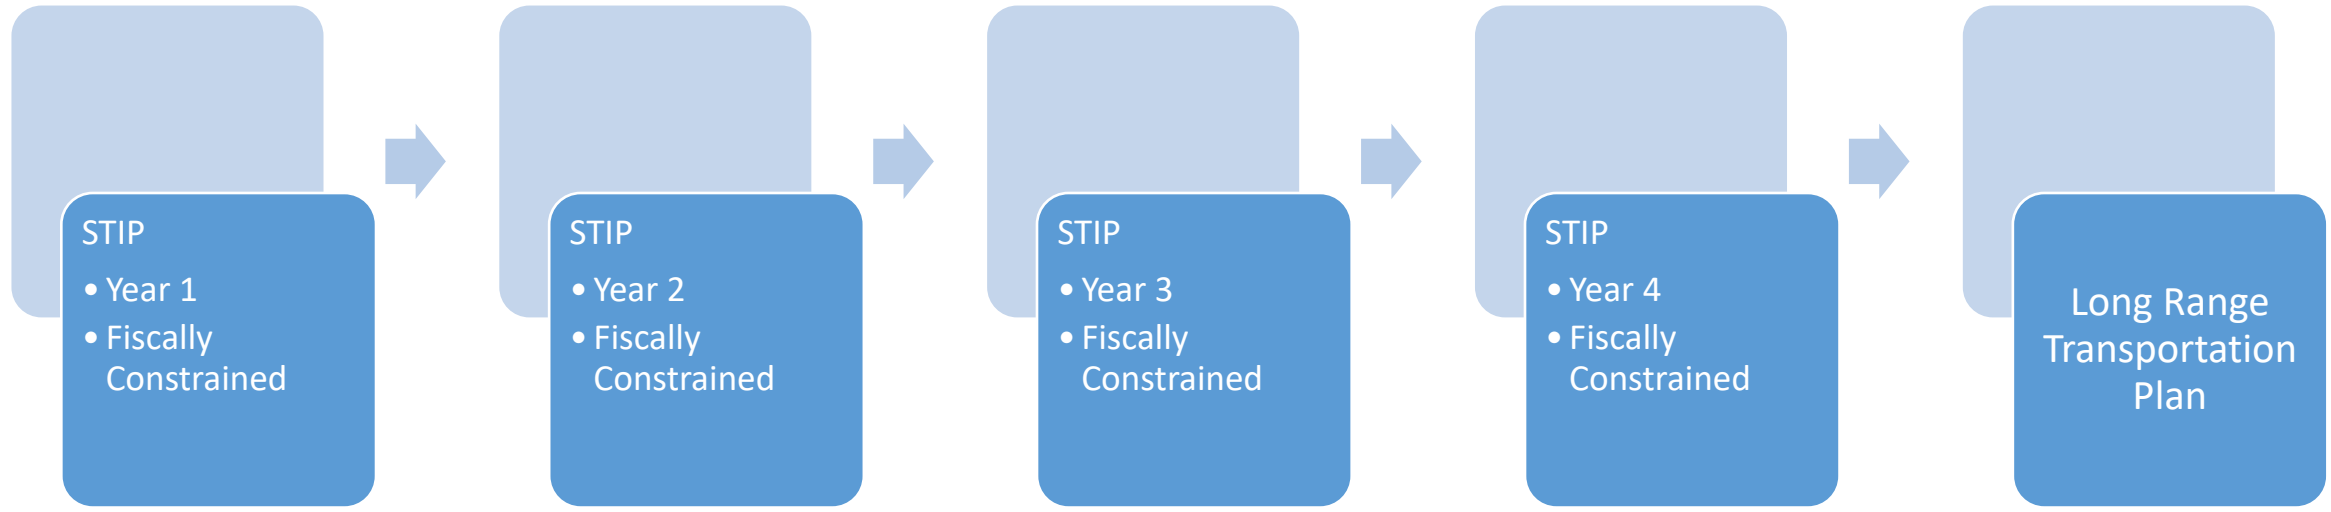 STIP
• Year 1
• Fiscally
Constrained
STIP
• Year 2
• Fiscally
Constrained
STIP
• Year 3
• Fiscally
Constrained
STIP
• Year 4
• Fiscally
Constrained
Long Range
Transportation
Plan